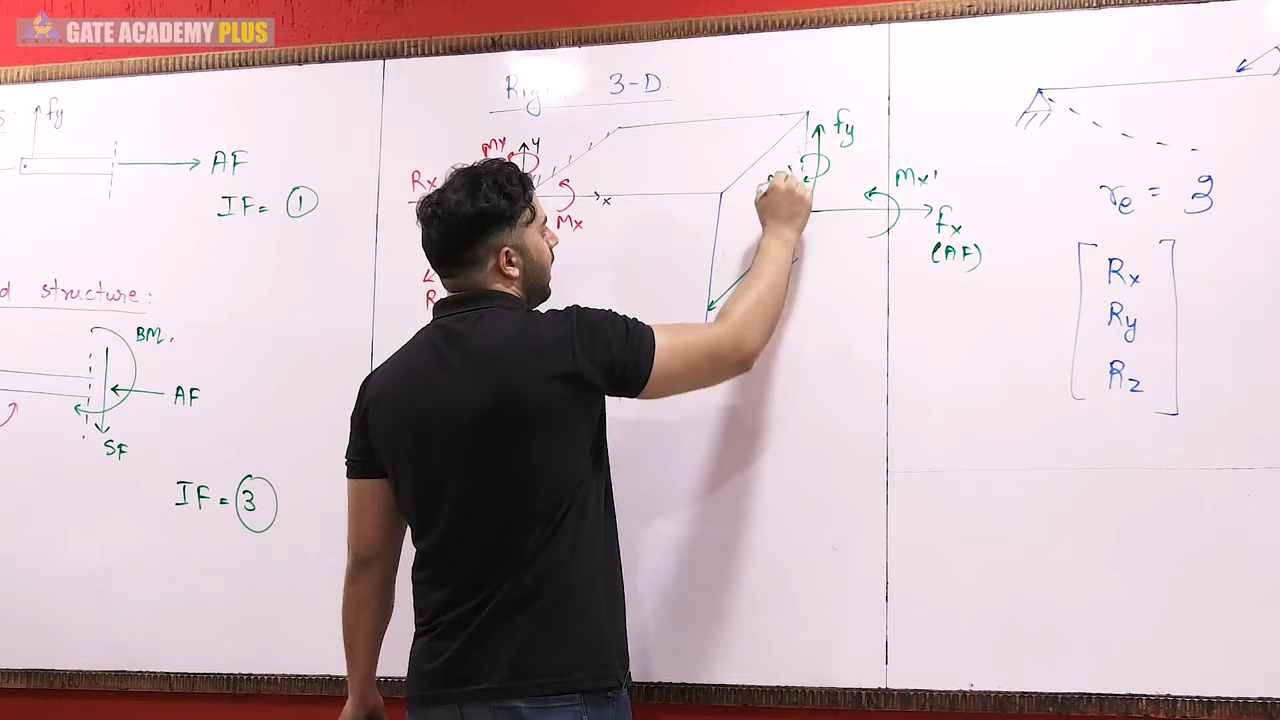 GATE ACADEMY PLUS
fy
AF
IF = 1
d structure:
BM.
AF
SF
IF = 3
3-D.
My
y
Rx
x
Mx
fy
Mx'
fx
(AF)
re = 3
Rx
Ry
Rz